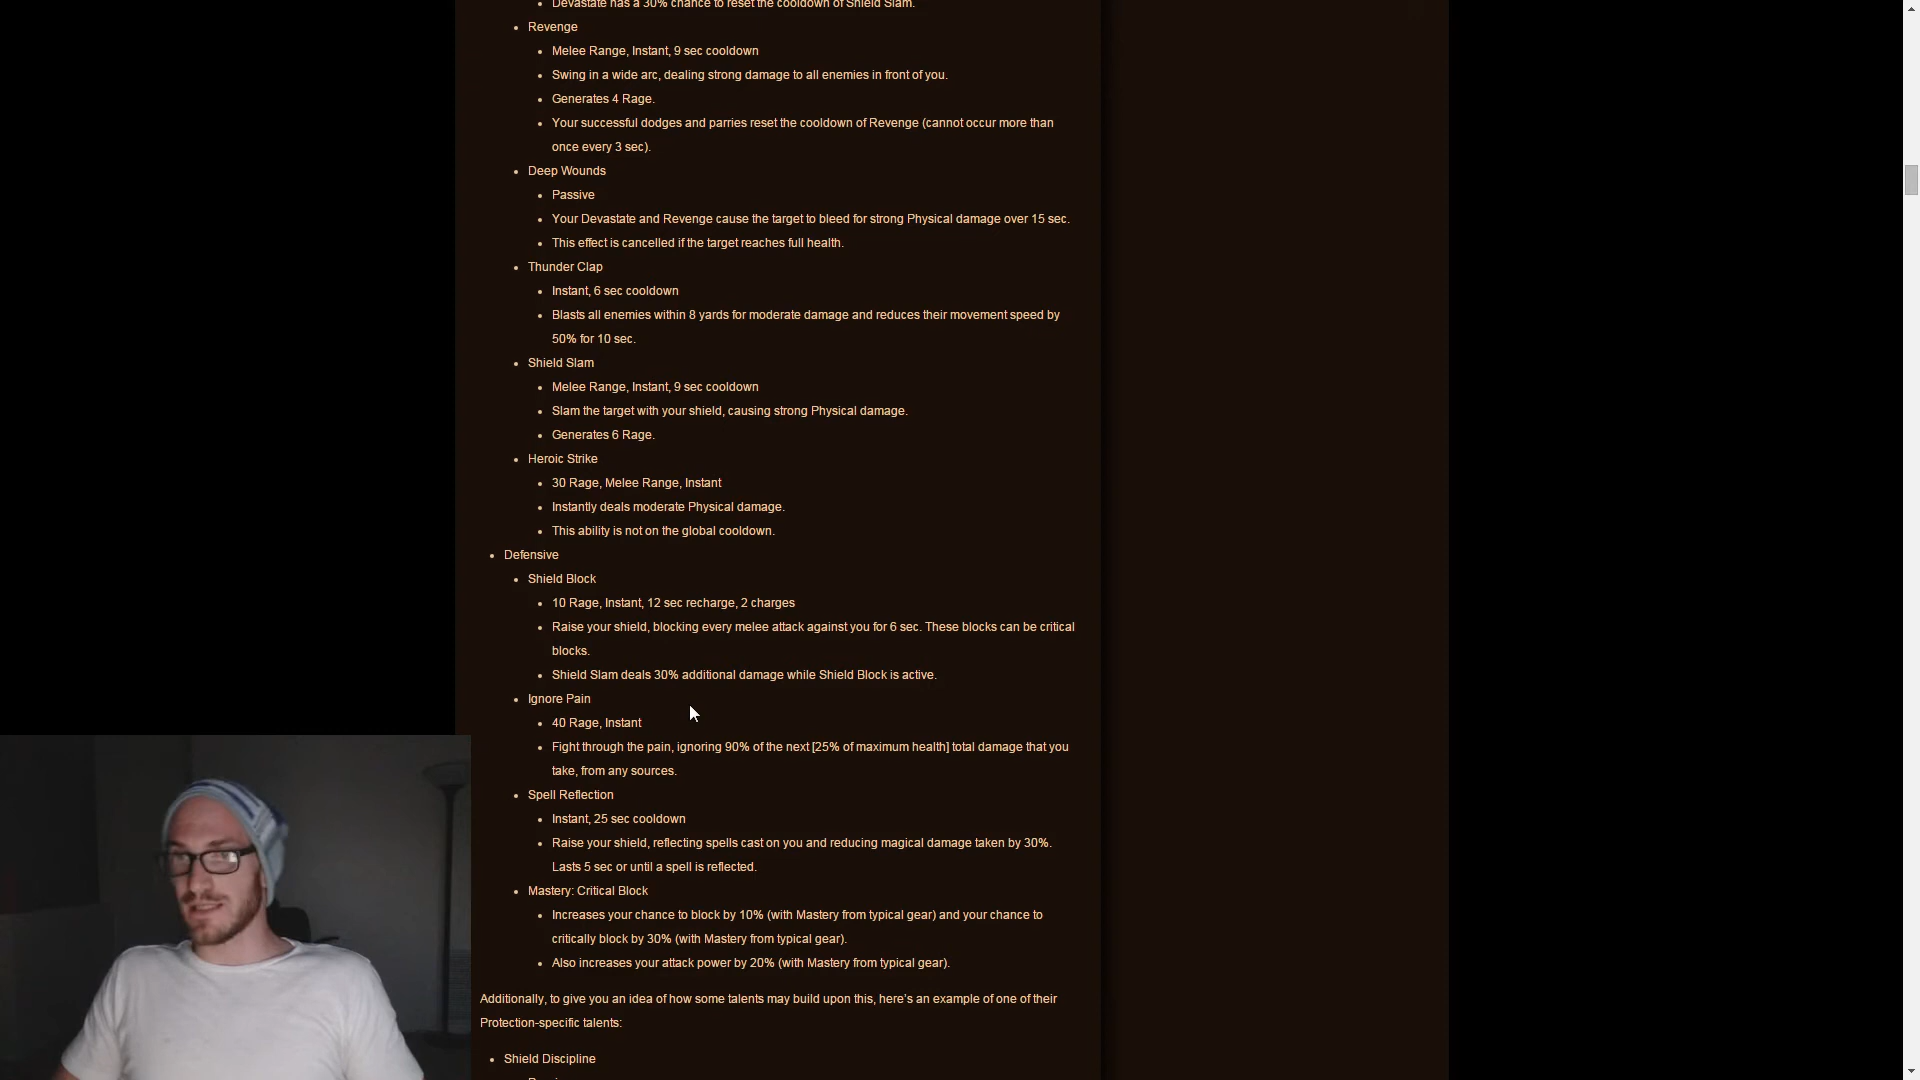 Devastate has a 30% chance to reset the cooldown of Shield Slam.
Revenge
Melee Range, Instant, 9 sec cooldown
Swing in a wide arc, dealing strong damage to all enemies in front of you.
Generates 4 Rage.
Your successful dodges and parries reset the cooldown of Revenge (cannot occur more than
once every 3 sec).
Deep Wounds
Passive
Your Devastate and Revenge cause the target to bleed for strong Physical damage over 15 sec.
This effect is cancelled if the target reaches full health.
Thunder Clap
Instant, 6 sec cooldown
Blasts all enemies within 8 yards for moderate damage and reduces their movement speed by
50% for 10 sec.
Shield Slam
Melee Range, Instant, 9 sec cooldown
Slam the target with your shield, causing strong Physical damage.
Generates 6 Rage.
Heroic Strike
30 Rage, Melee Range, Instant
Instantly deals moderate Physical damage.
This ability is not on the global cooldown.
Defensive
Shield Block
10 Rage, Instant, 12 sec recharge, 2 charges
Raise your shield, blocking every melee attack against you for 6 sec. These blocks can be critical
blocks.
Shield Slam deals 30% additional damage while Shield Block is active.
Ignore Pain
40 Rage, Instant
Fight through the pain, ignoring 90% of the next [25% of maximum health] total damage that you
take, from any sources.
Spell Reflection
Instant, 25 sec cooldown
Raise your shield, reflecting spells cast on you and reducing magical damage taken by 30%.
Lasts 5 sec or until a spell is reflected.
Mastery: Critical Block
Increases your chance to block by 10% (with Mastery from typical gear) and your chance to
critically block by 30% (with Mastery from typical gear).
Also increases your attack power by 20% (with Mastery from typical gear).
Additionally, to give you an idea of how some talents may build upon this, here's an example of one of their
Protection-specific talents:
Shield Discipline